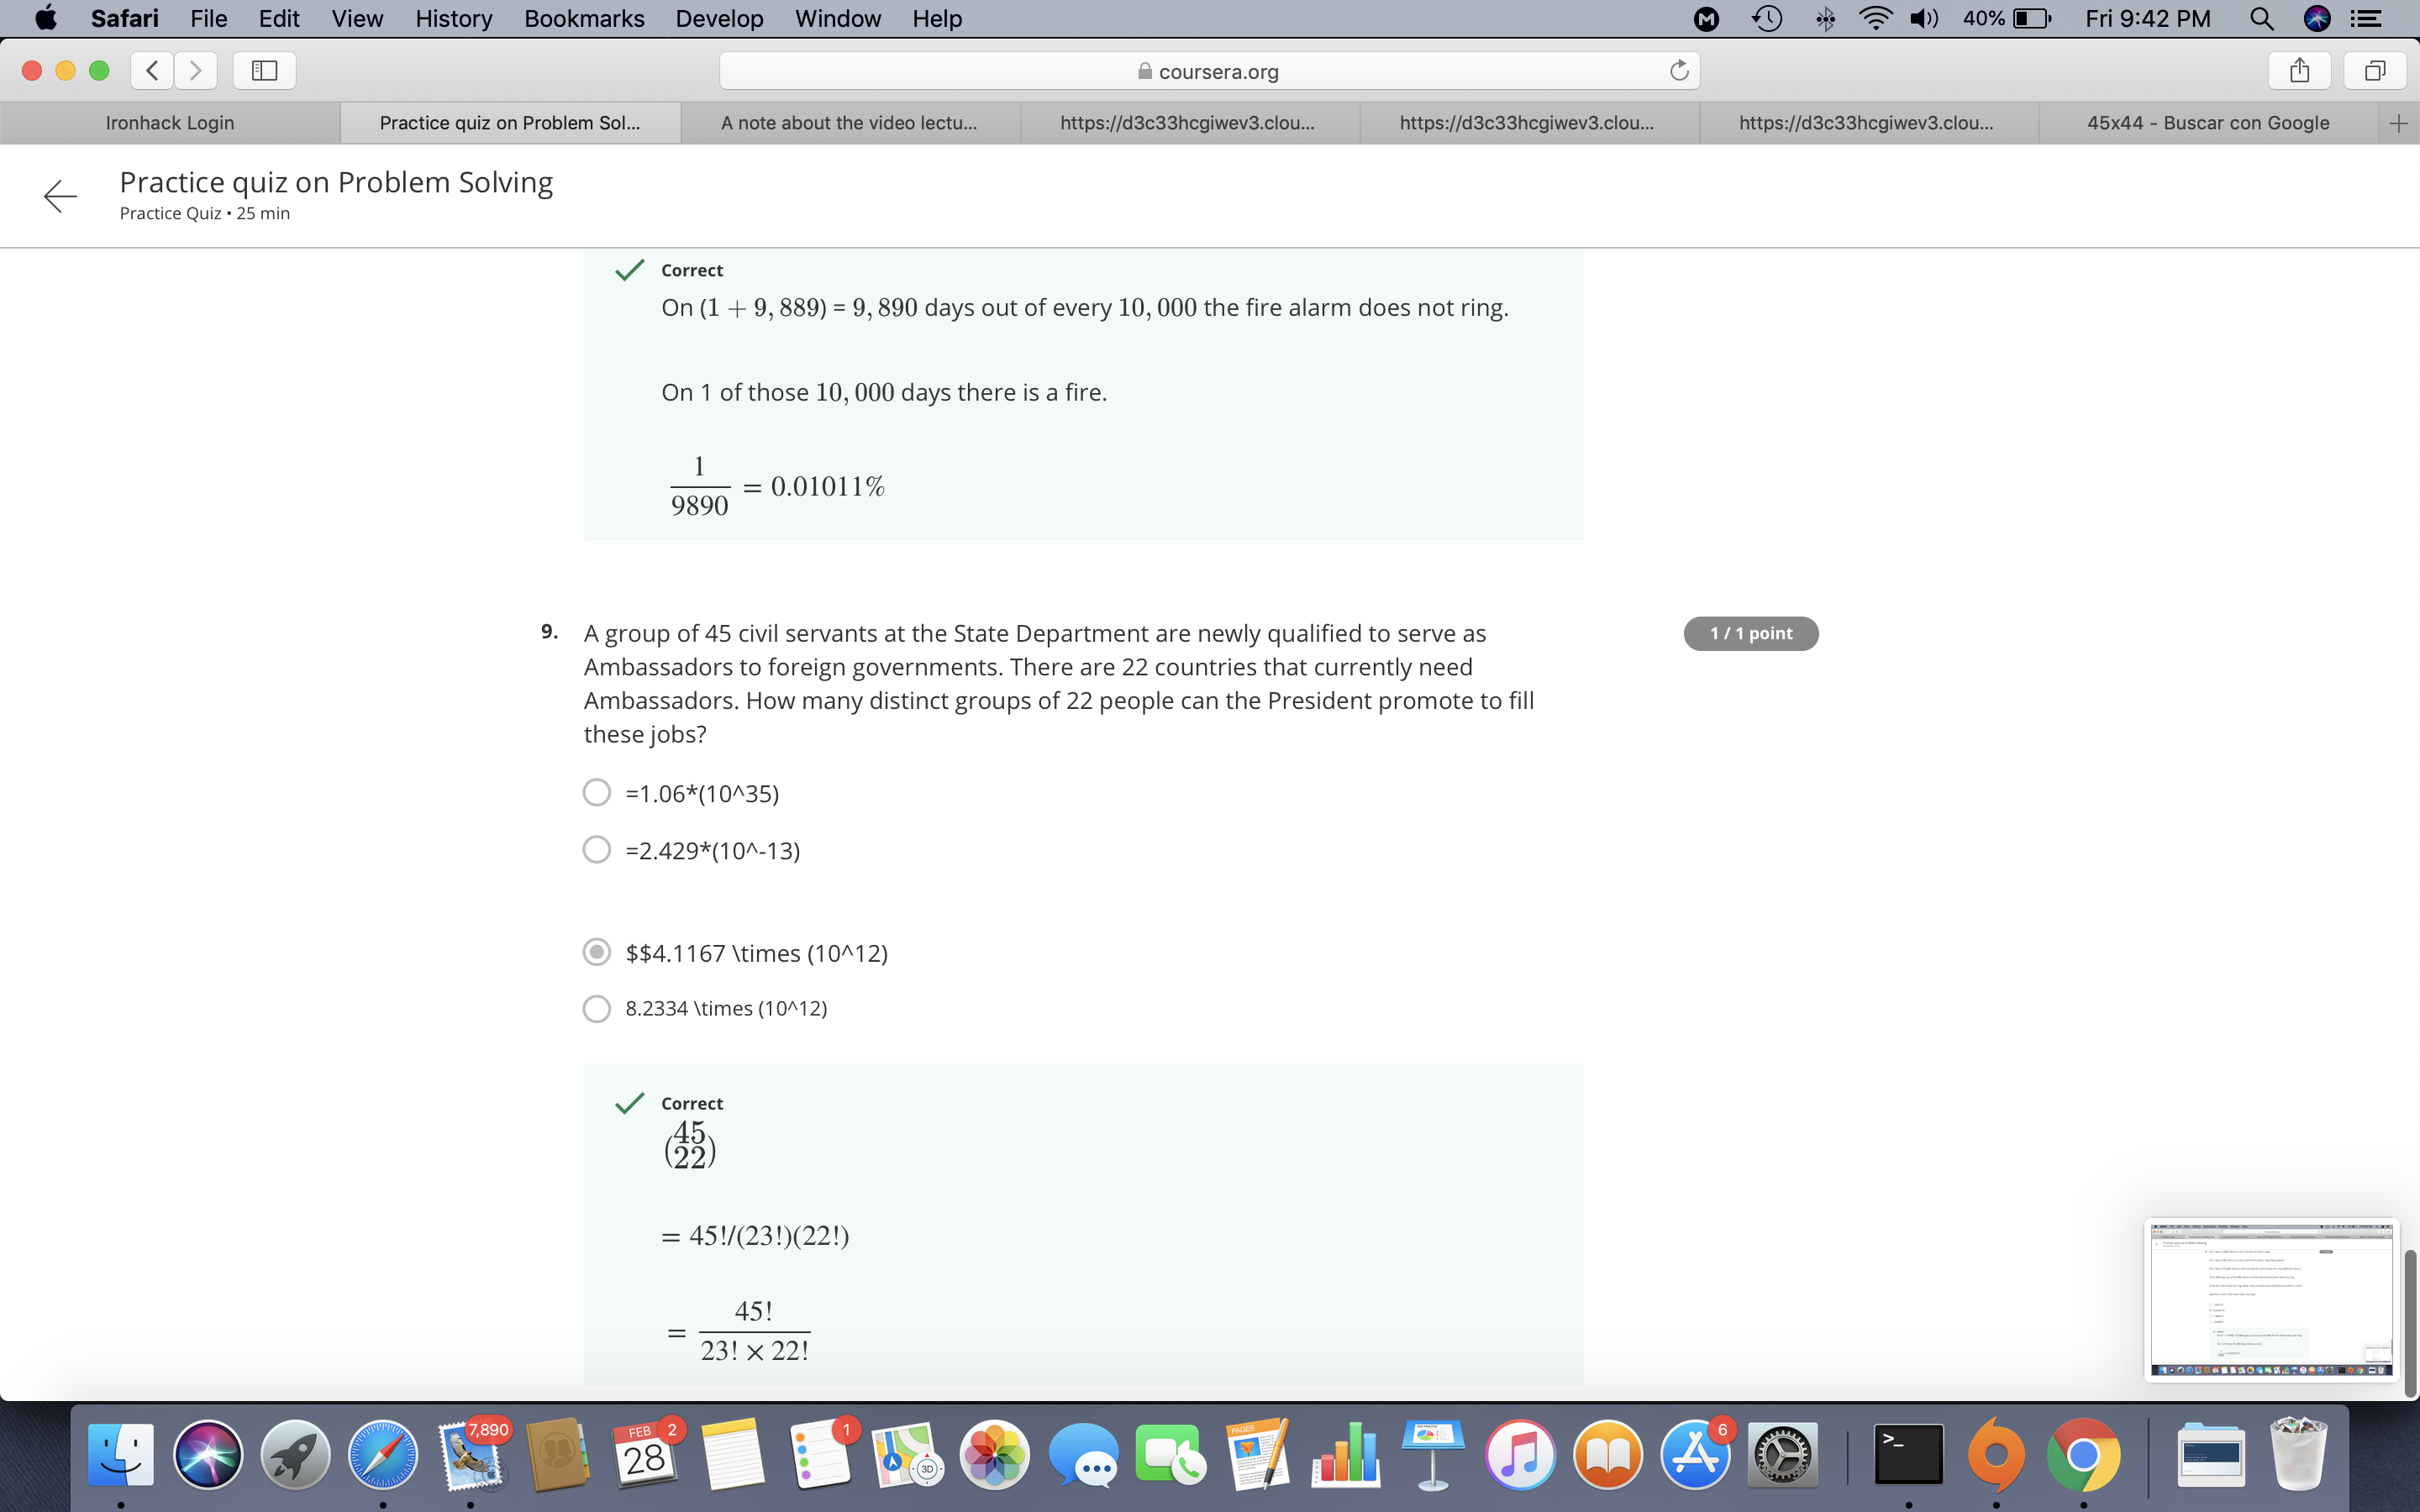 Safari File Edit View History Bookmarks Develop Window Help 40% Fri 9:42 PM
coursera.org
Ironhack Login Practice quiz on Problem Sol... A note about the video lectu... https://d3c33hcgiwev3.clou... https://d3c33hcgiwev3.clou... https://d3c33hcgiwev3.clou... 45x44 - Buscar con Google
Practice quiz on Problem Solving
Practice Quiz • 25 min
Correct
On (1 + 9, 889) = 9, 890 days out of every 10, 000 the fire alarm does not ring.
On 1 of those 10, 000 days there is a fire.
1
9890
= 0.01011%
9. A group of 45 civil servants at the State Department are newly qualified to serve as
1 / 1 point
Ambassadors to foreign governments. There are 22 countries that currently need
Ambassadors. How many distinct groups of 22 people can the President promote to fill
these jobs?
=1.06*(10^35)
=2.429*(10^-13)
$$4.1167 \times (10^12)
8.2334 \times (10^12)
Correct
(45
22)
= 45!/(23!)(22!)
45!
=
23! × 22!
7,890
FEB 2
28
1
3D
PAGES
6
>_